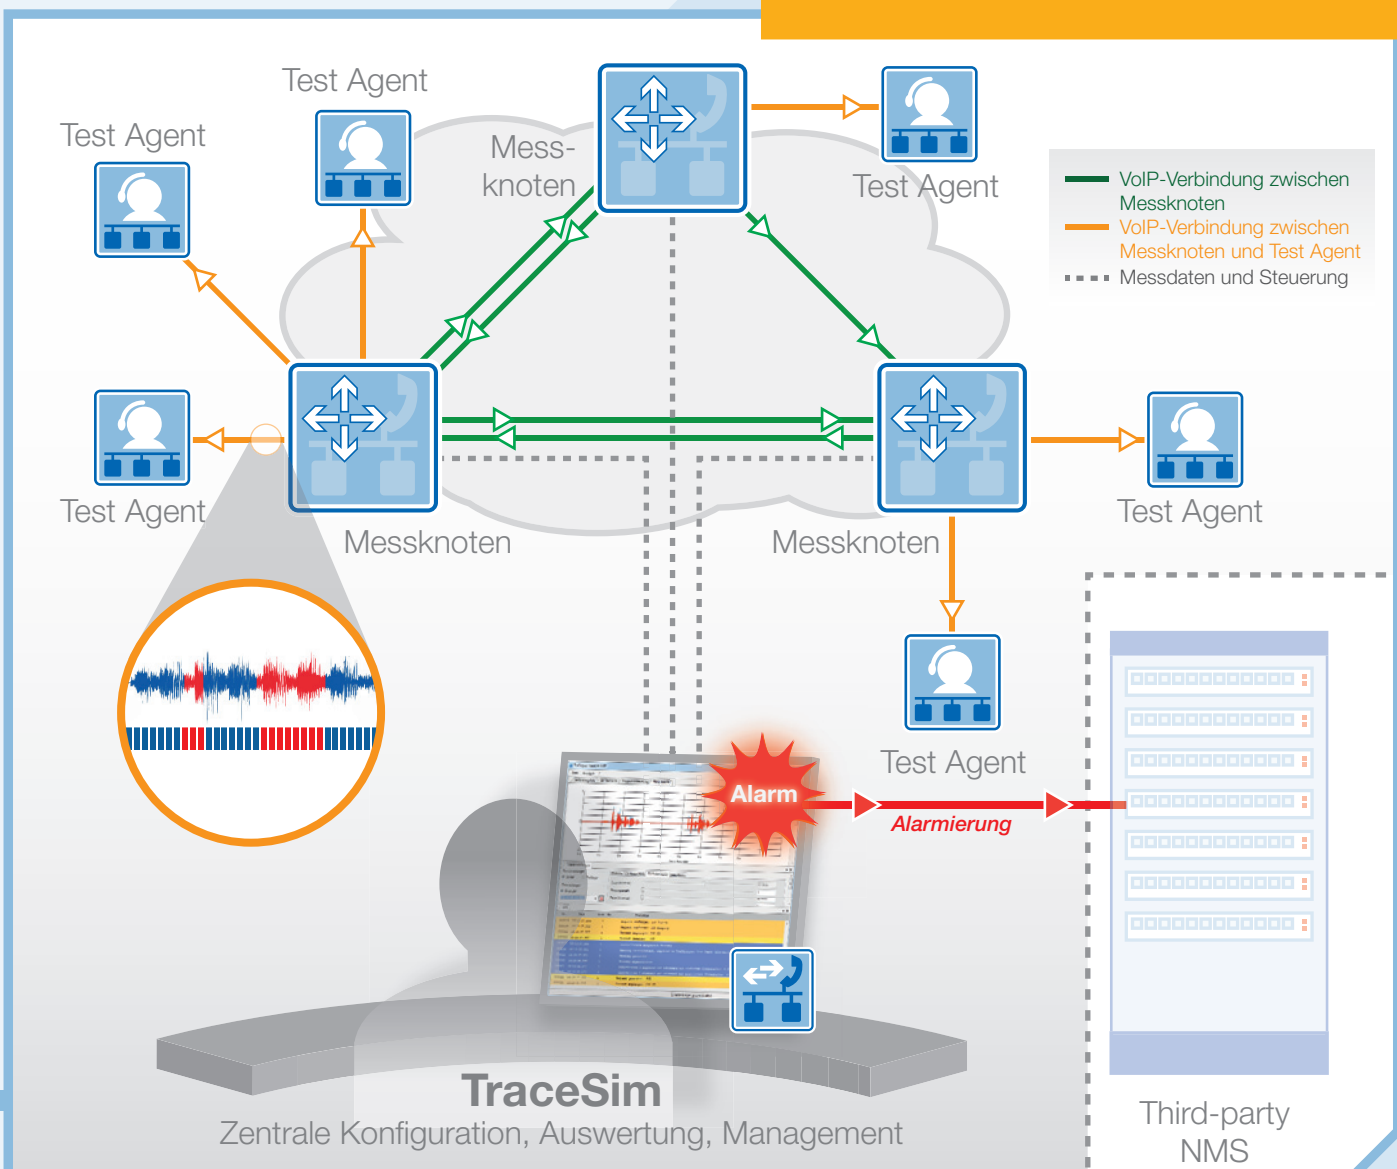 Test Agent
Test Agent
Mess-
knoten
Test Agent
VoIP-Verbindung zwischen
Messknoten
VoIP-Verbindung zwischen
Messknoten und Test Agent
Messdaten und Steuerung
Test Agent
Messknoten
Messknoten
Test Agent
Test Agent
Alarm
Alarmierung
TraceSim
Zentrale Konfiguration, Auswertung, Management
Third-party
NMS